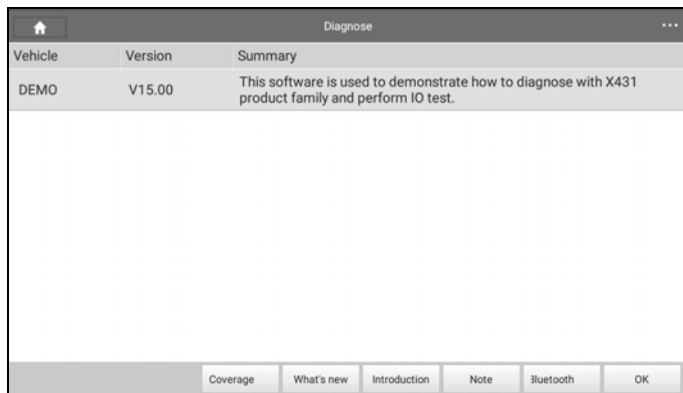 Diagnose
Vehicle Version Summary
DEMO V15.00 This software is used to demonstrate how to diagnose with X431
product family and perform IO test.
Coverage What's new Introduction Note Bluetooth OK